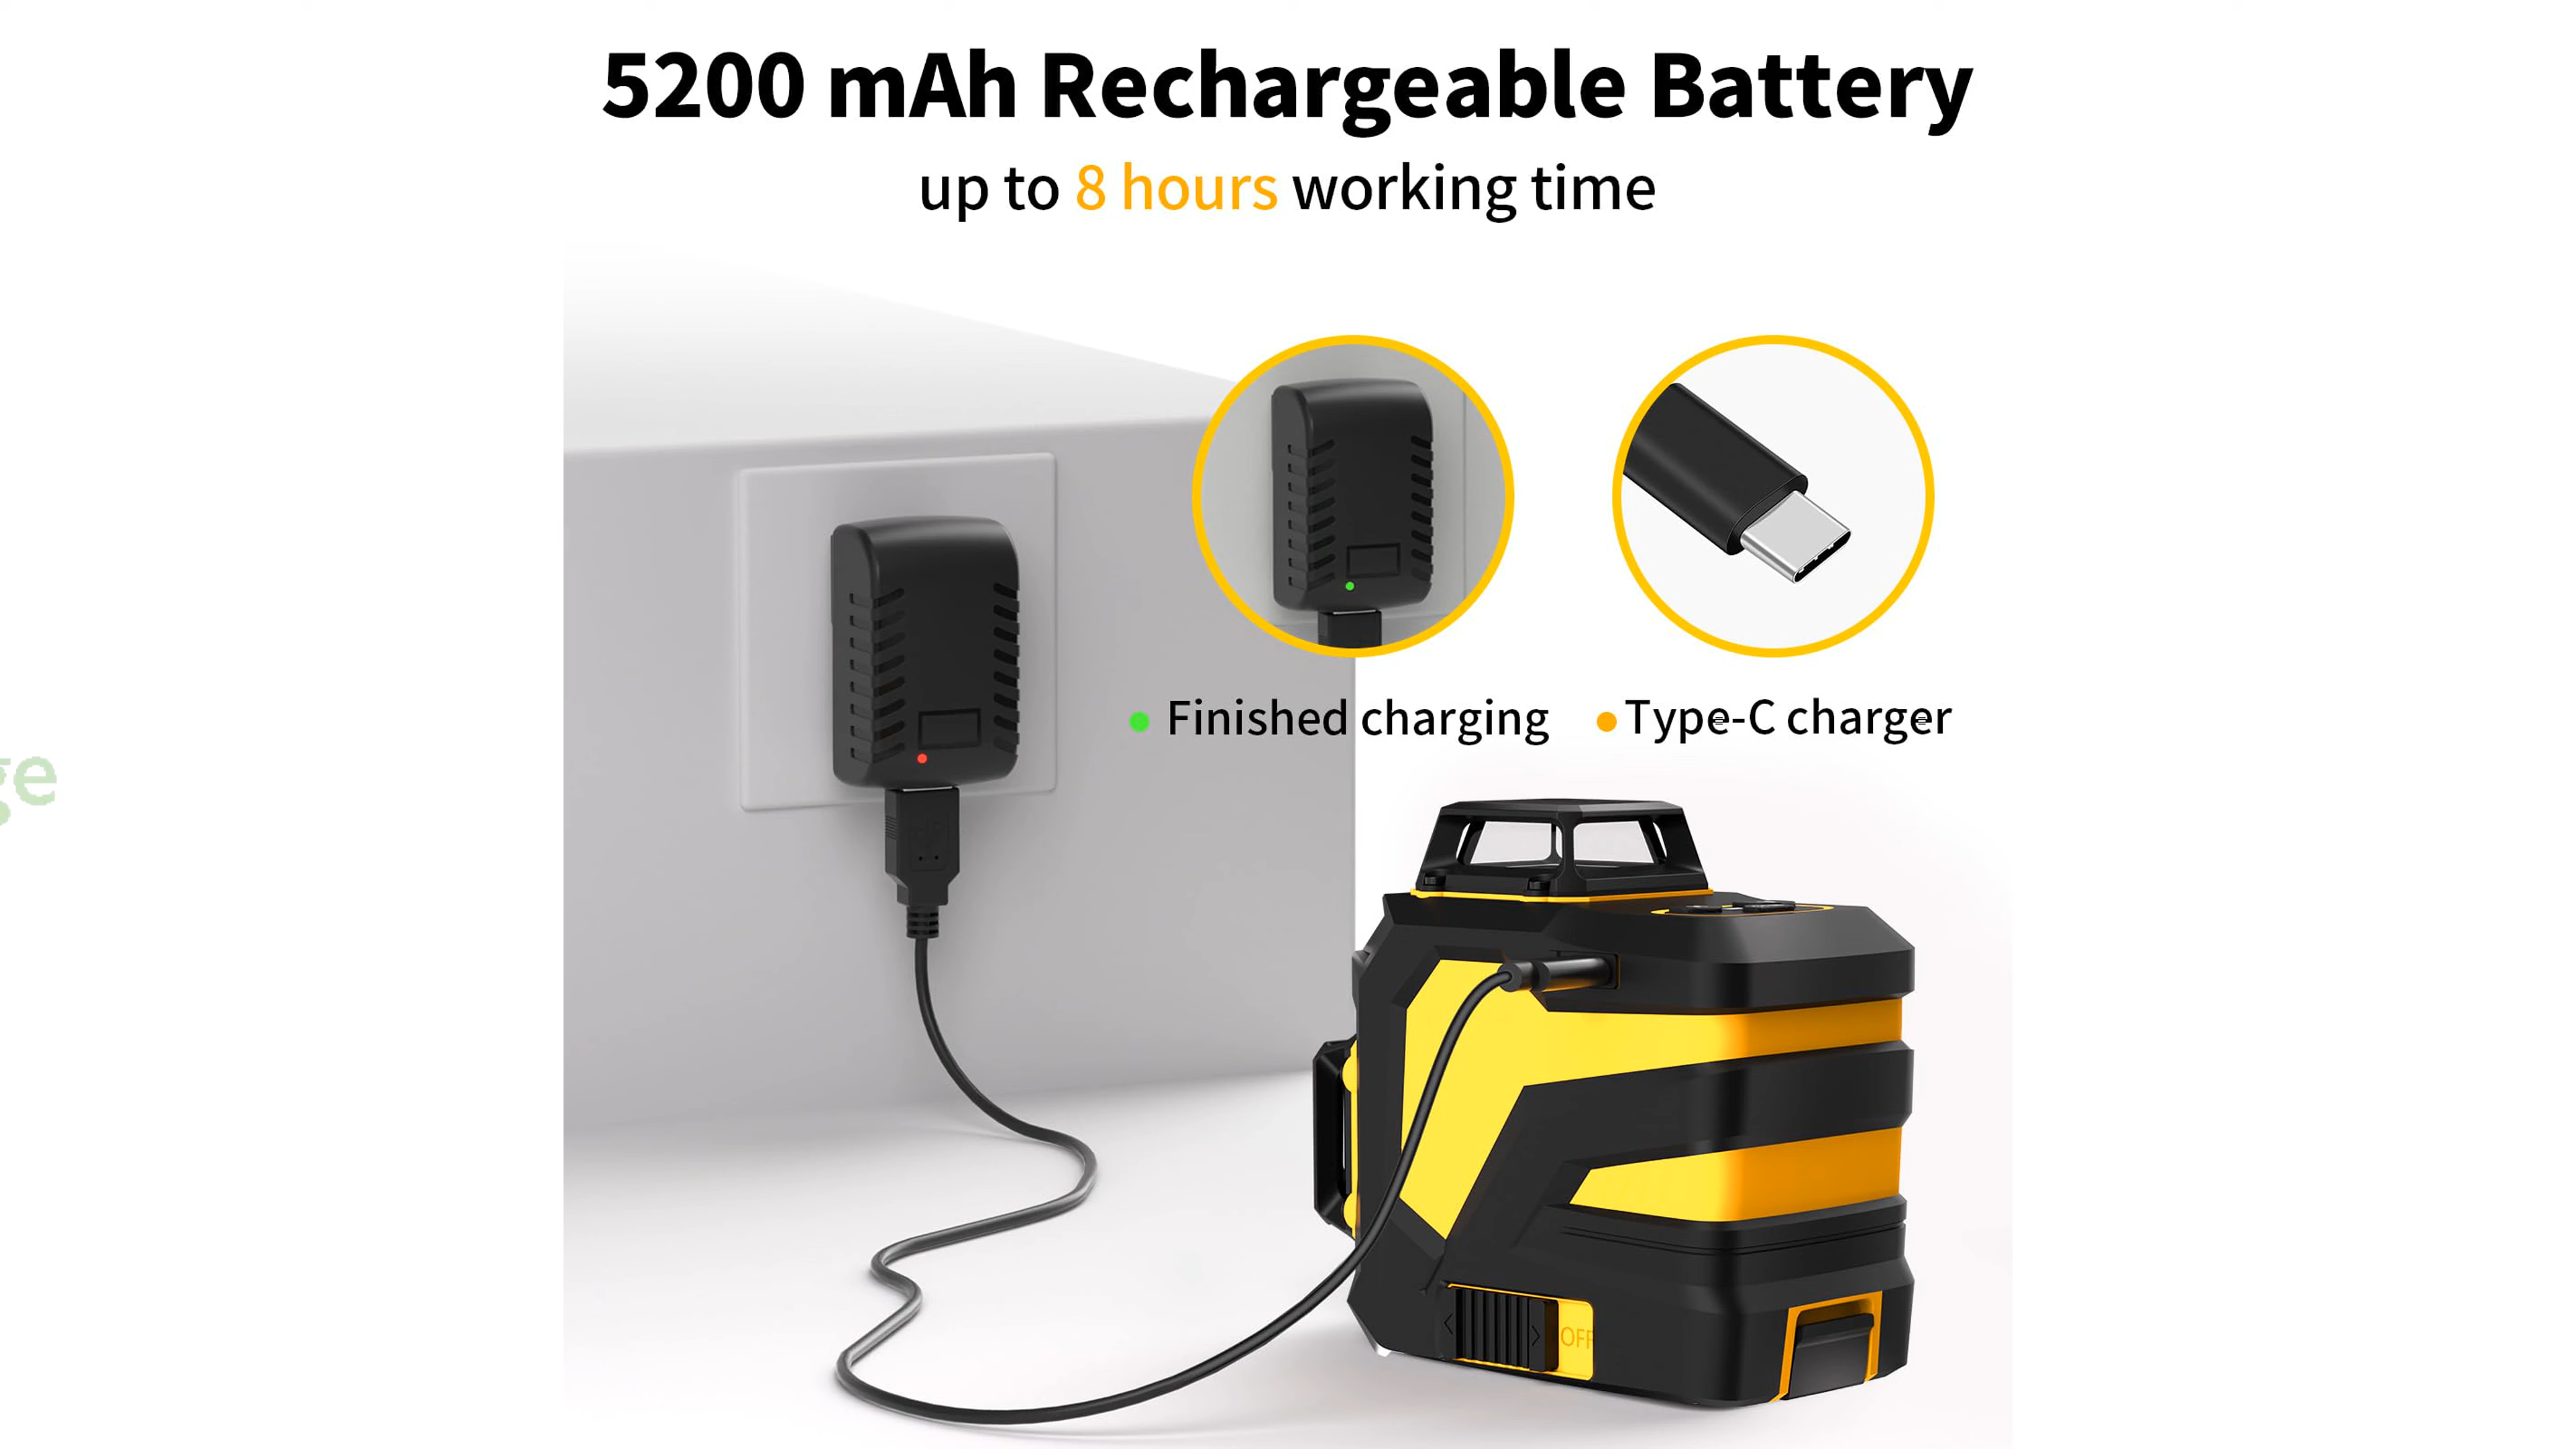 5200 mAh Rechargeable Battery
up to 8 hours working time
Finished charging
Type-C charger
OFF